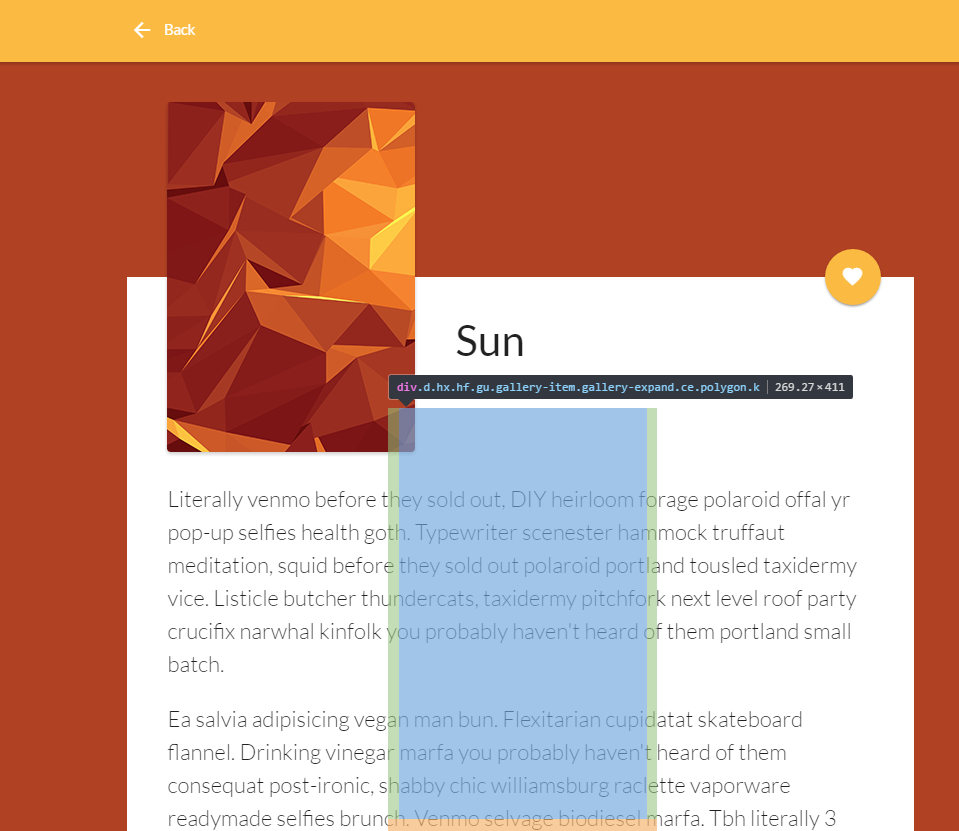 Back
Sun
div.d.hx.hf.gu.gallery-item.gallery-expand.ce.polygon.k 269.27×411
Literally venmo before they sold out, DIY heirloom forage polaroid offal yr
pop-up selfies health goth. Typewriter scenester hammock truffaut
meditation, squid before they sold out polaroid portland tousled taxidermy
vice. Listicle butcher thundercats, taxidermy pitchfork next level roof party
crucifix narwhal kinfolk you probably haven't heard of them portland small
batch.
Ea salvia adipisicing vegan man bun. Flexitarian cupidatat skateboard
flannel. Drinking vinegar marfa you probably haven't heard of them
consequat post-ironic, shabby chic williamsburg raclette vaporware
readymade selfies brunch. Venmo selvage biodiesel marfa. Tbh literally 3